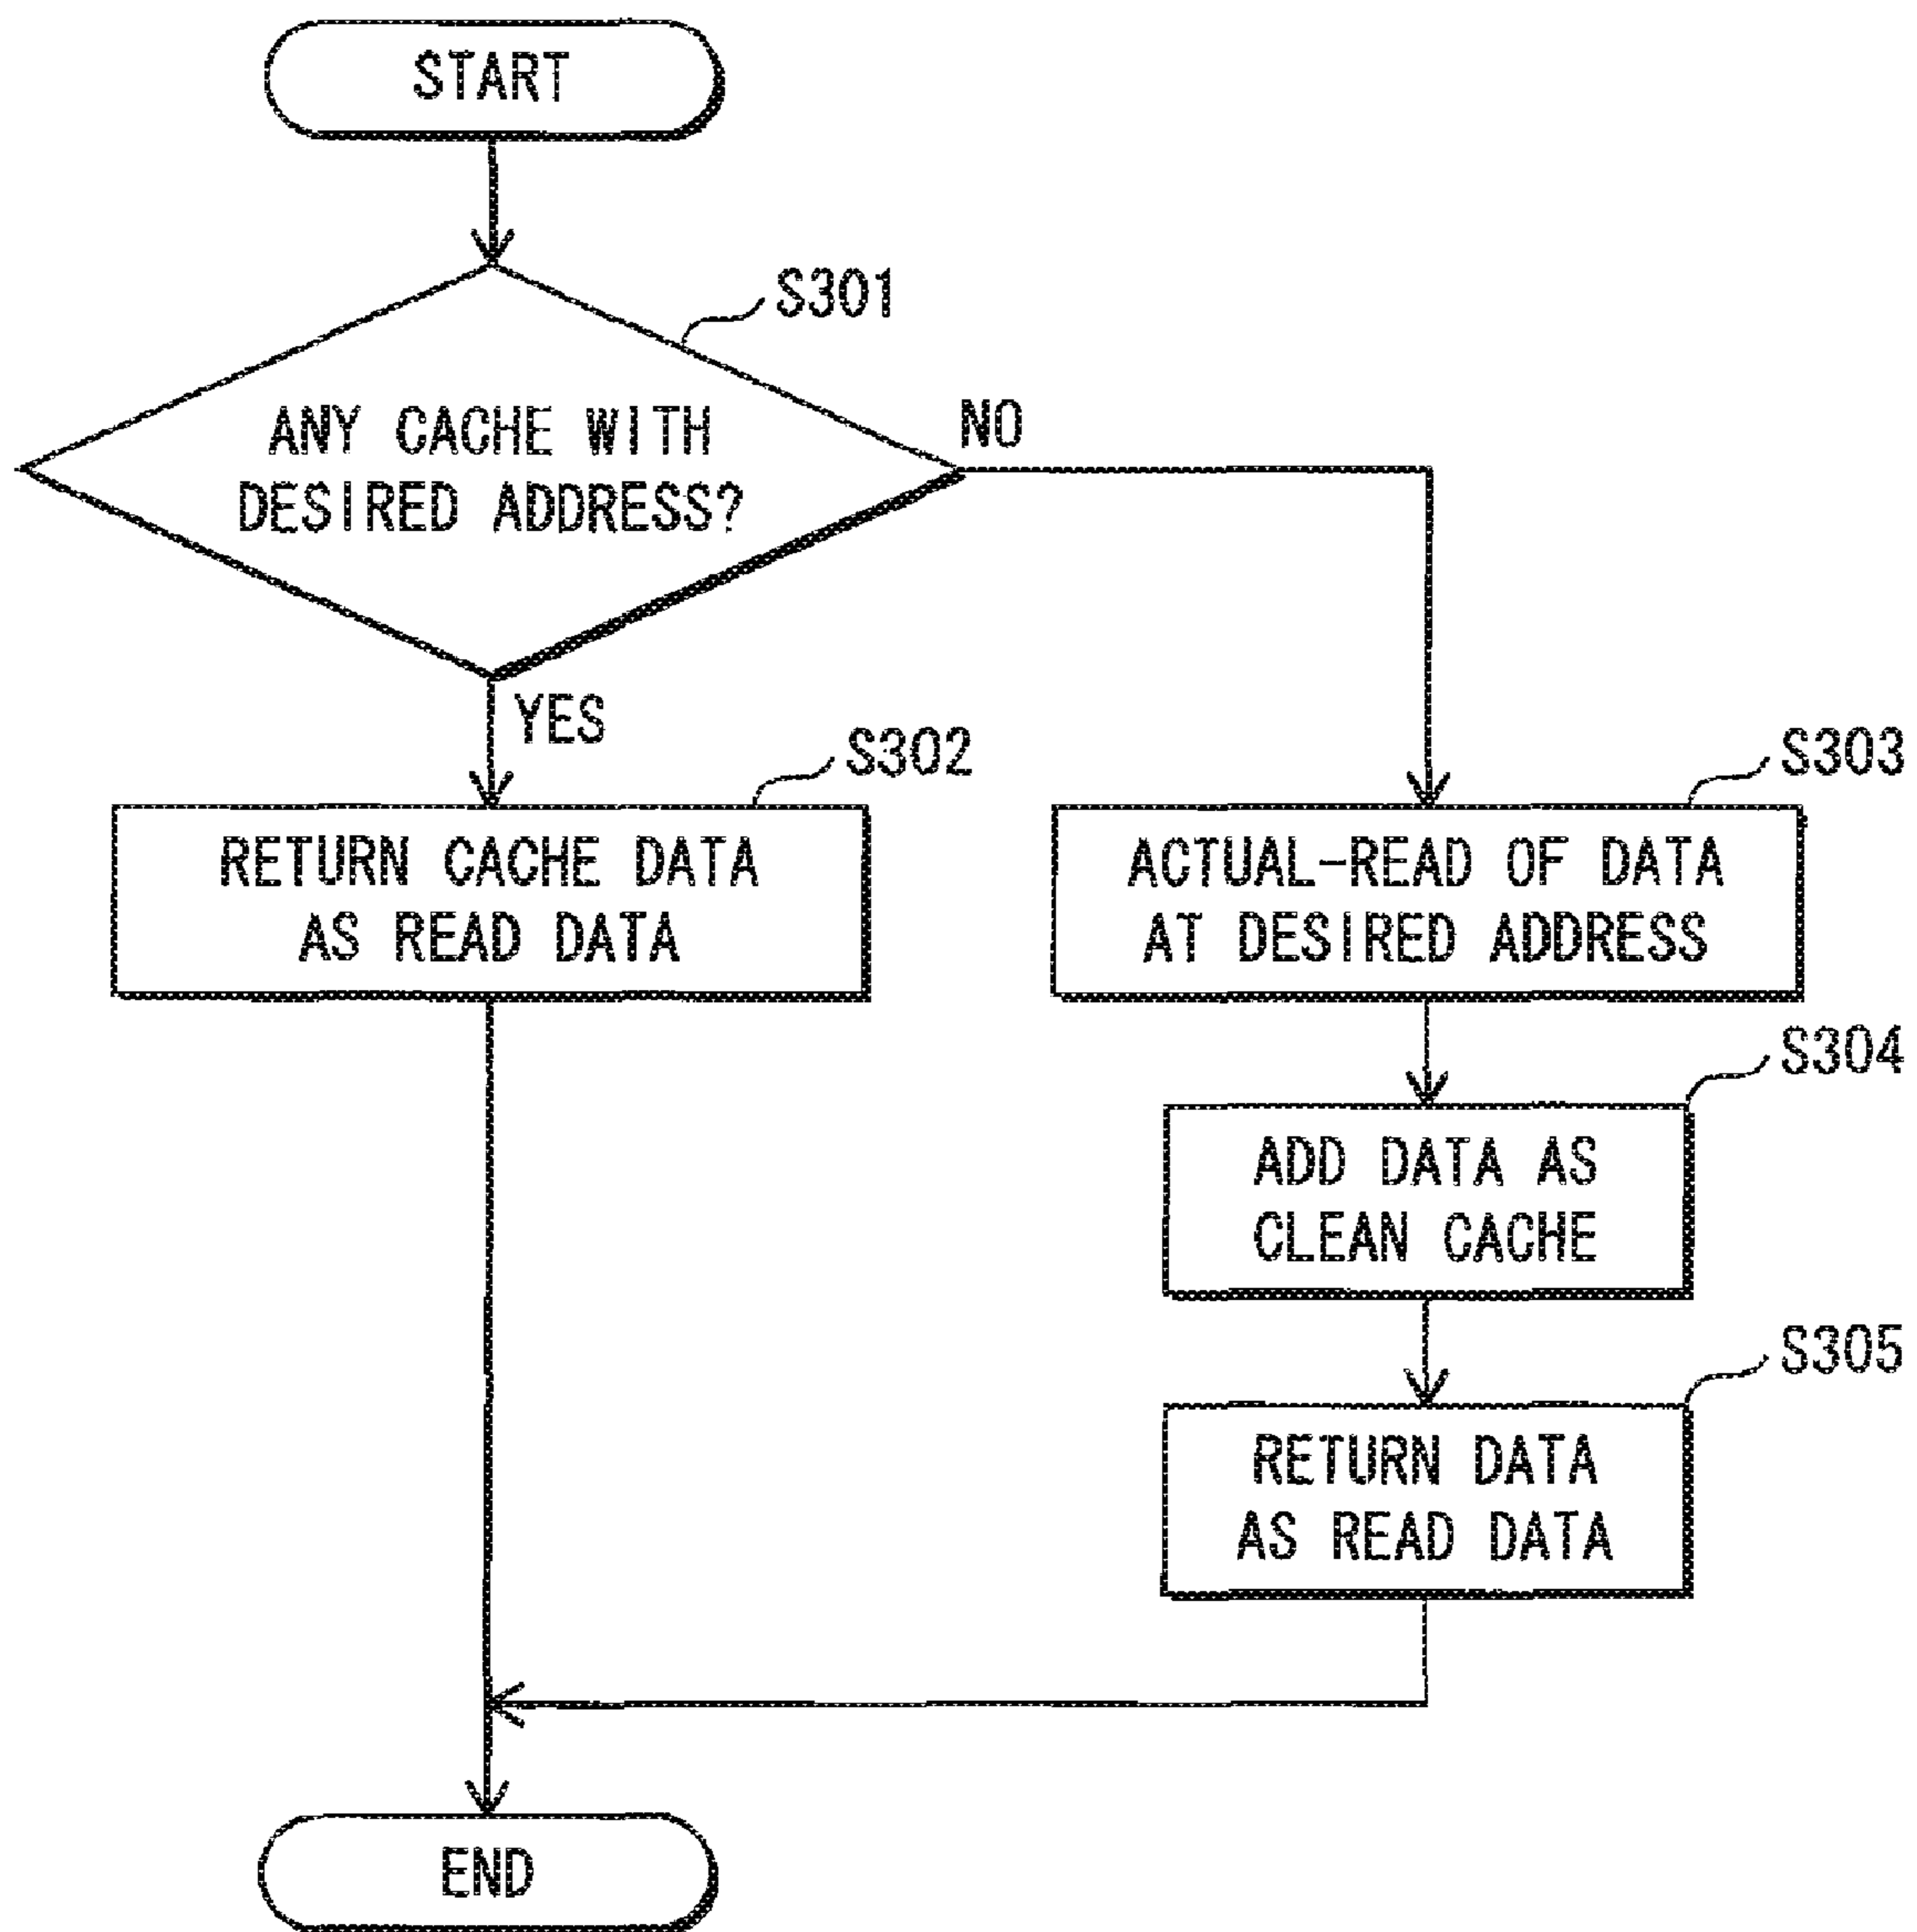 START
S301
ANY CACHE WITH
DESIRED ADDRESS?
NO
YES
S302
RETURN CACHE DATA
AS READ DATA
S303
ACTUAL-READ OF DATA
AT DESIRED ADDRESS
S304
ADD DATA AS
CLEAN CACHE
S305
RETURN DATA
AS READ DATA
END